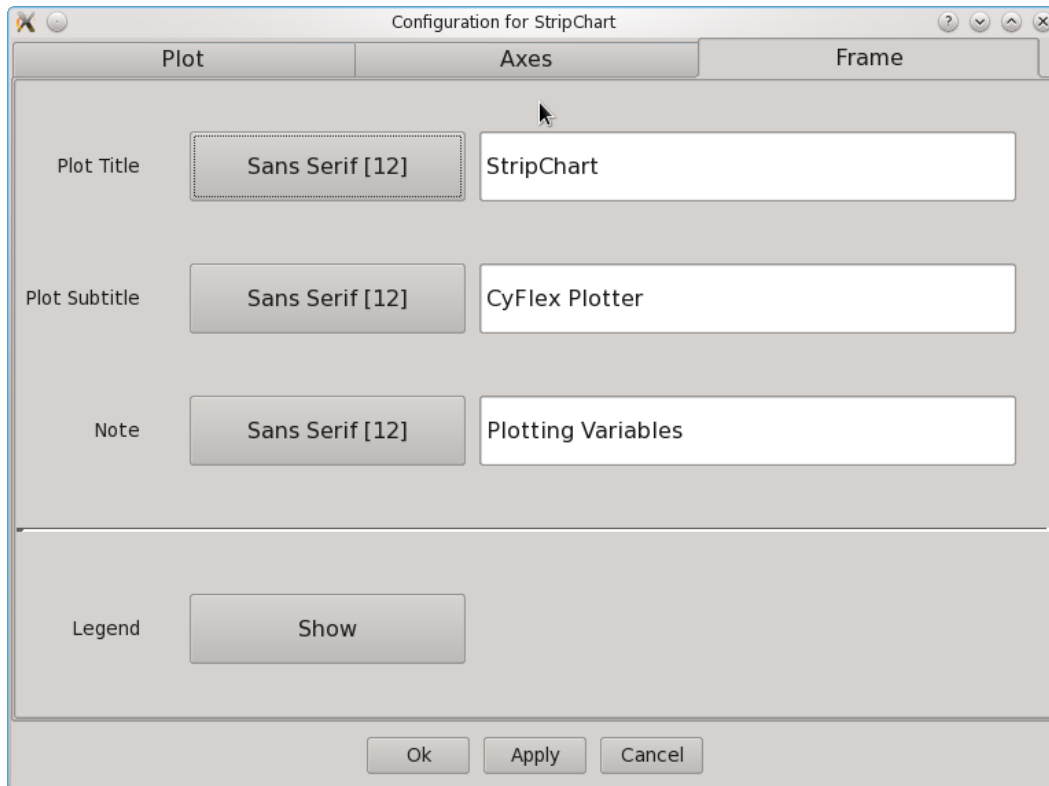 Configuration for StripChart
Plot Axes Frame
Plot Title Sans Serif [12] StripChart
Plot Subtitle Sans Serif [12] CyFlex Plotter
Note Sans Serif [12] Plotting Variables
Legend Show
Ok Apply Cancel